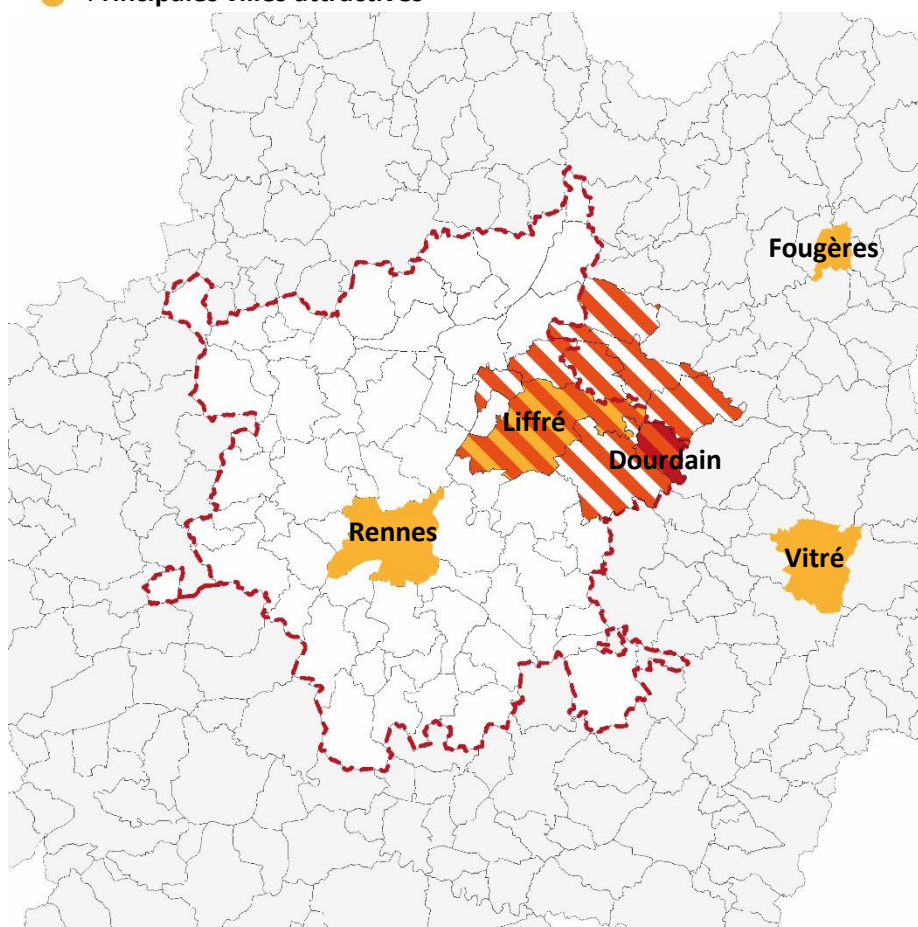 Principales villes attractives
Fougères
Liffré
Dourdain
Rennes
Vitré